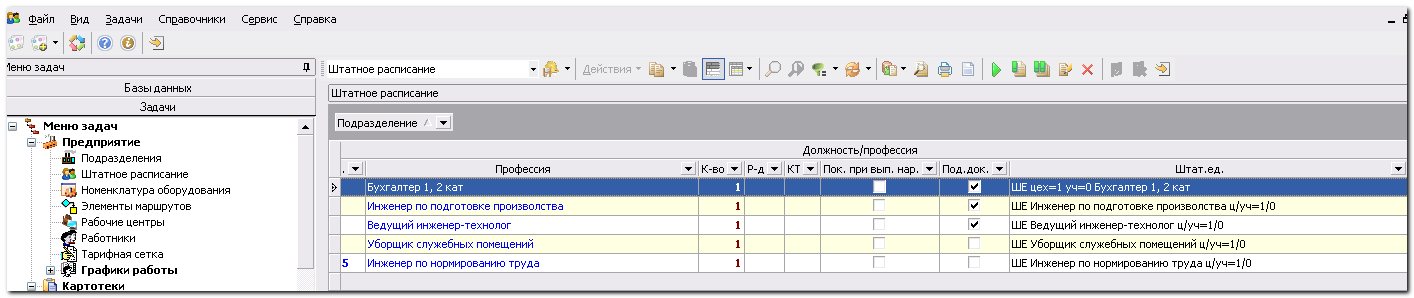 Файл Вид Задачи Справочники Сервис Справка
Меню задач
Штатное расписание
Действия
Базы данных
Задачи
Штатное расписание
Меню задач
Предприятие
Подразделения
Штатное расписание
Номенклатура оборудования
Элементы маршрутов
Рабочие центры
Работники
Тарифная сетка
Графики работы
Картотеки
Подразделение
Должность/профессия
. Профессия К-во Р-д КТ Пок. при вып. нар. Под.док. Штат.ед.
Бухгалтер 1, 2 кат 1 ШЕ цех=1 уч=0 Бухгалтер 1, 2 кат
Инженер по подготовке произволства 1 ШЕ Инженер по подготовке произволства ц/уч=1/0
Ведущий инженер-технолог 1 ШЕ Ведущий инженер-технолог ц/уч=1/0
Уборщик служебных помещений 1 ШЕ Уборщик служебных помещений ц/уч=1/0
5 Инженер по нормированию труда 1 ШЕ Инженер по нормированию труда ц/уч=1/0